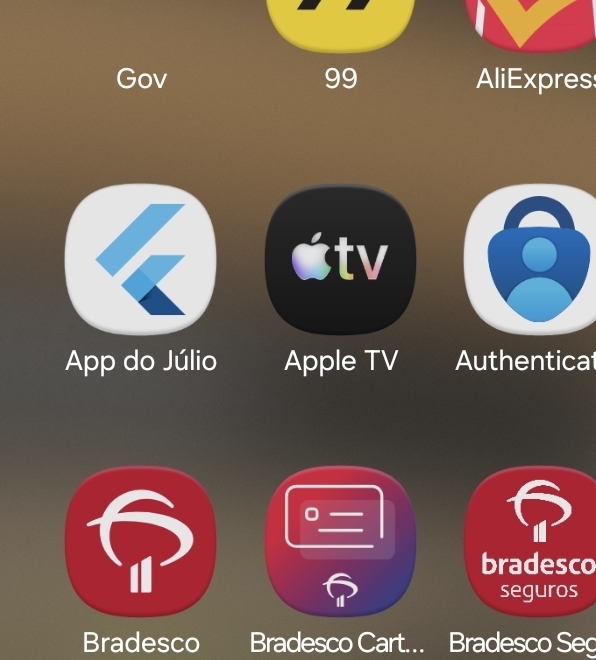 Gov
99
AliExpress
App do Júlio
tv
Apple TV
Authenticat
Bradesco
Bradesco Cart...
bradesco
seguros
Bradesco Seg